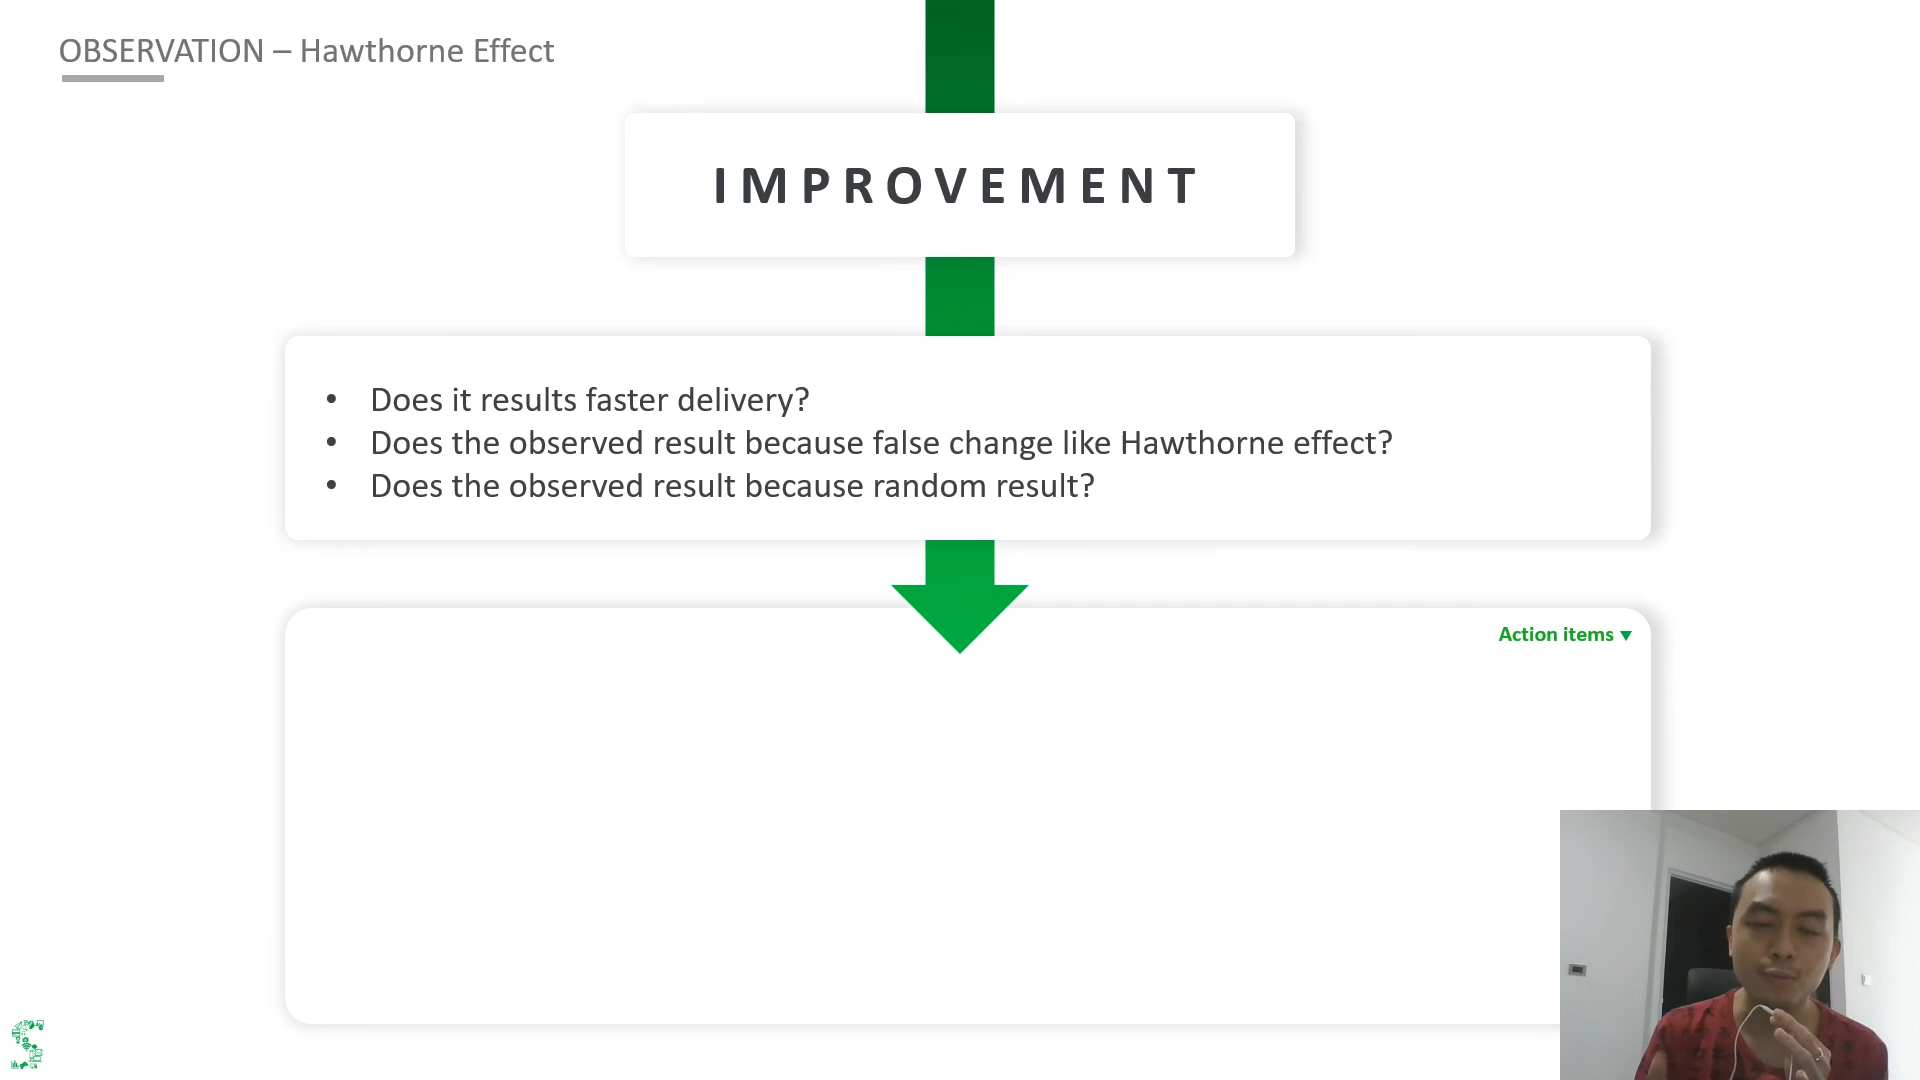 OBSERVATION – Hawthorne Effect
IMPROVEMENT
• Does it results faster delivery?
• Does the observed result because false change like Hawthorne effect?
• Does the observed result because random result?
Action items ▼